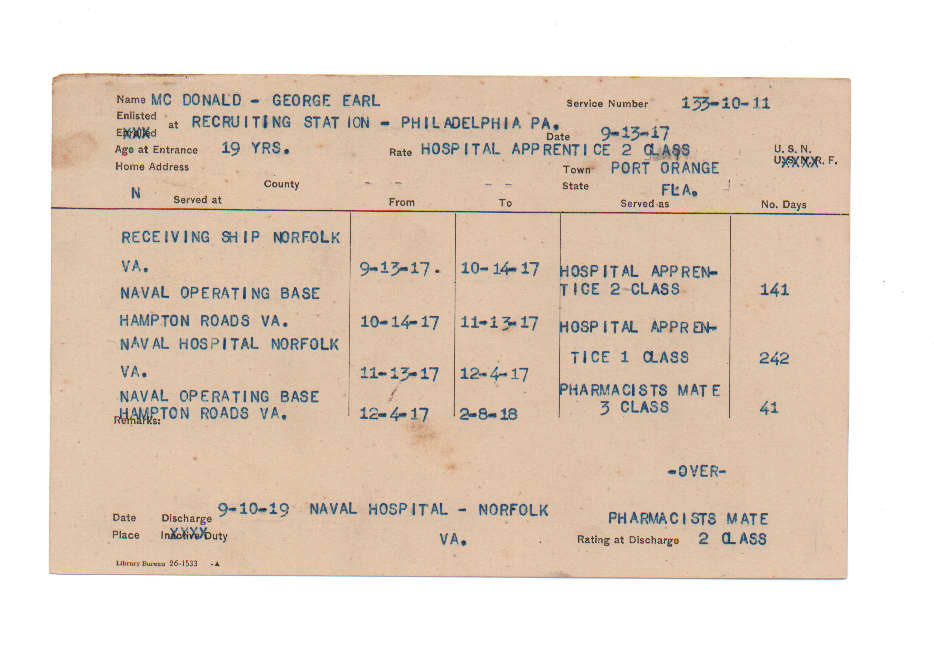 Name MC DONALD - GEORGE EARL Service Number 133-10-11
Enlisted at RECRUITING STATION - PHILADELPHIA PA. Date 9-13-17
Age at Entrance 19 YRS. Rate HOSPITAL APPRENTICE 2 CLASS U. S. N.
Home Address Town PORT ORANGE
N County - - - - State FLA.
Served at From To Served as No. Days
RECEIVING SHIP NORFOLK
VA. 9-13-17. 10-14-17 HOSPITAL APPREN-
NAVAL OPERATING BASE TICE 2 CLASS 141
HAMPTON ROADS VA. 10-14-17 11-13-17 HOSPITAL APPREN-
NAVAL HOSPITAL NORFOLK TICE 1 CLASS 242
VA. 11-13-17 12-4-17
NAVAL OPERATING BASE PHARMACISTS MATE
HAMPTON ROADS VA. 12-4-17 2-8-18 3 CLASS 41
Remarks:
-OVER-
Date Discharge 9-10-19 NAVAL HOSPITAL - NORFOLK PHARMACISTS MATE
Place Inactive Duty VA. Rating at Discharge 2 CLASS
Library Bureau 26-1533 -A